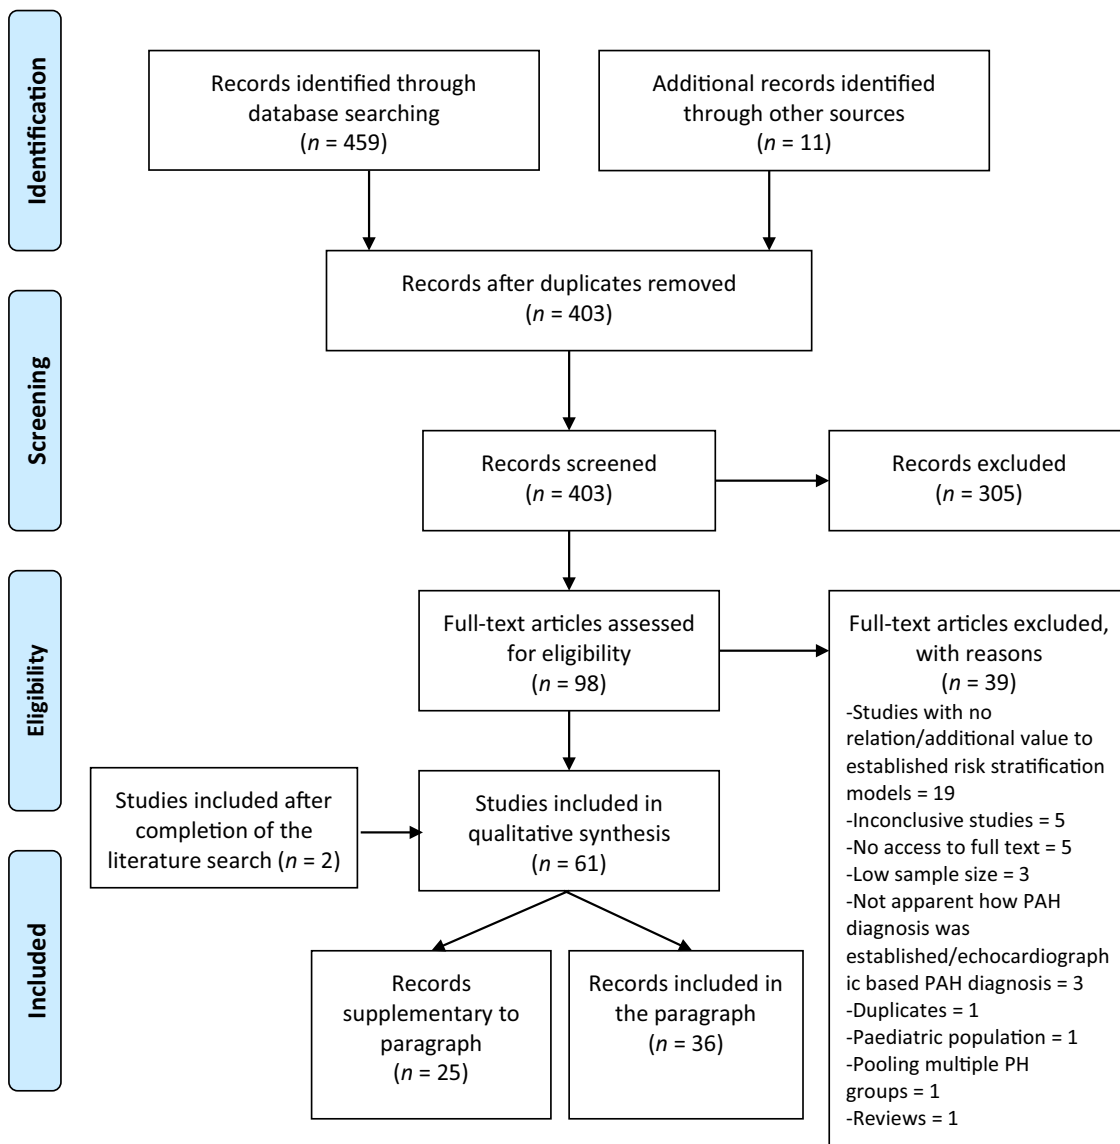 Identification
Records identified through
database searching
(n = 459)
Additional records identified
through other sources
(n = 11)
Records after duplicates removed
(n = 403)
Screening
Records screened
(n = 403)
Records excluded
(n = 305)
Eligibility
Full-text articles assessed
for eligibility
(n = 98)
Full-text articles excluded,
with reasons
(n = 39)
-Studies with no
relation/additional value to
established risk stratification
models = 19
-Inconclusive studies = 5
-No access to full text = 5
-Low sample size = 3
-Not apparent how PAH
diagnosis was
established/echocardiograph
ic based PAH diagnosis = 3
-Duplicates = 1
-Paediatric population = 1
-Pooling multiple PH
groups = 1
-Reviews = 1
Studies included after
completion of the
literature search (n = 2)
Studies included in
qualitative synthesis
(n = 61)
Included
Records
supplementary to
paragraph
(n = 25)
Records included in
the paragraph
(n = 36)